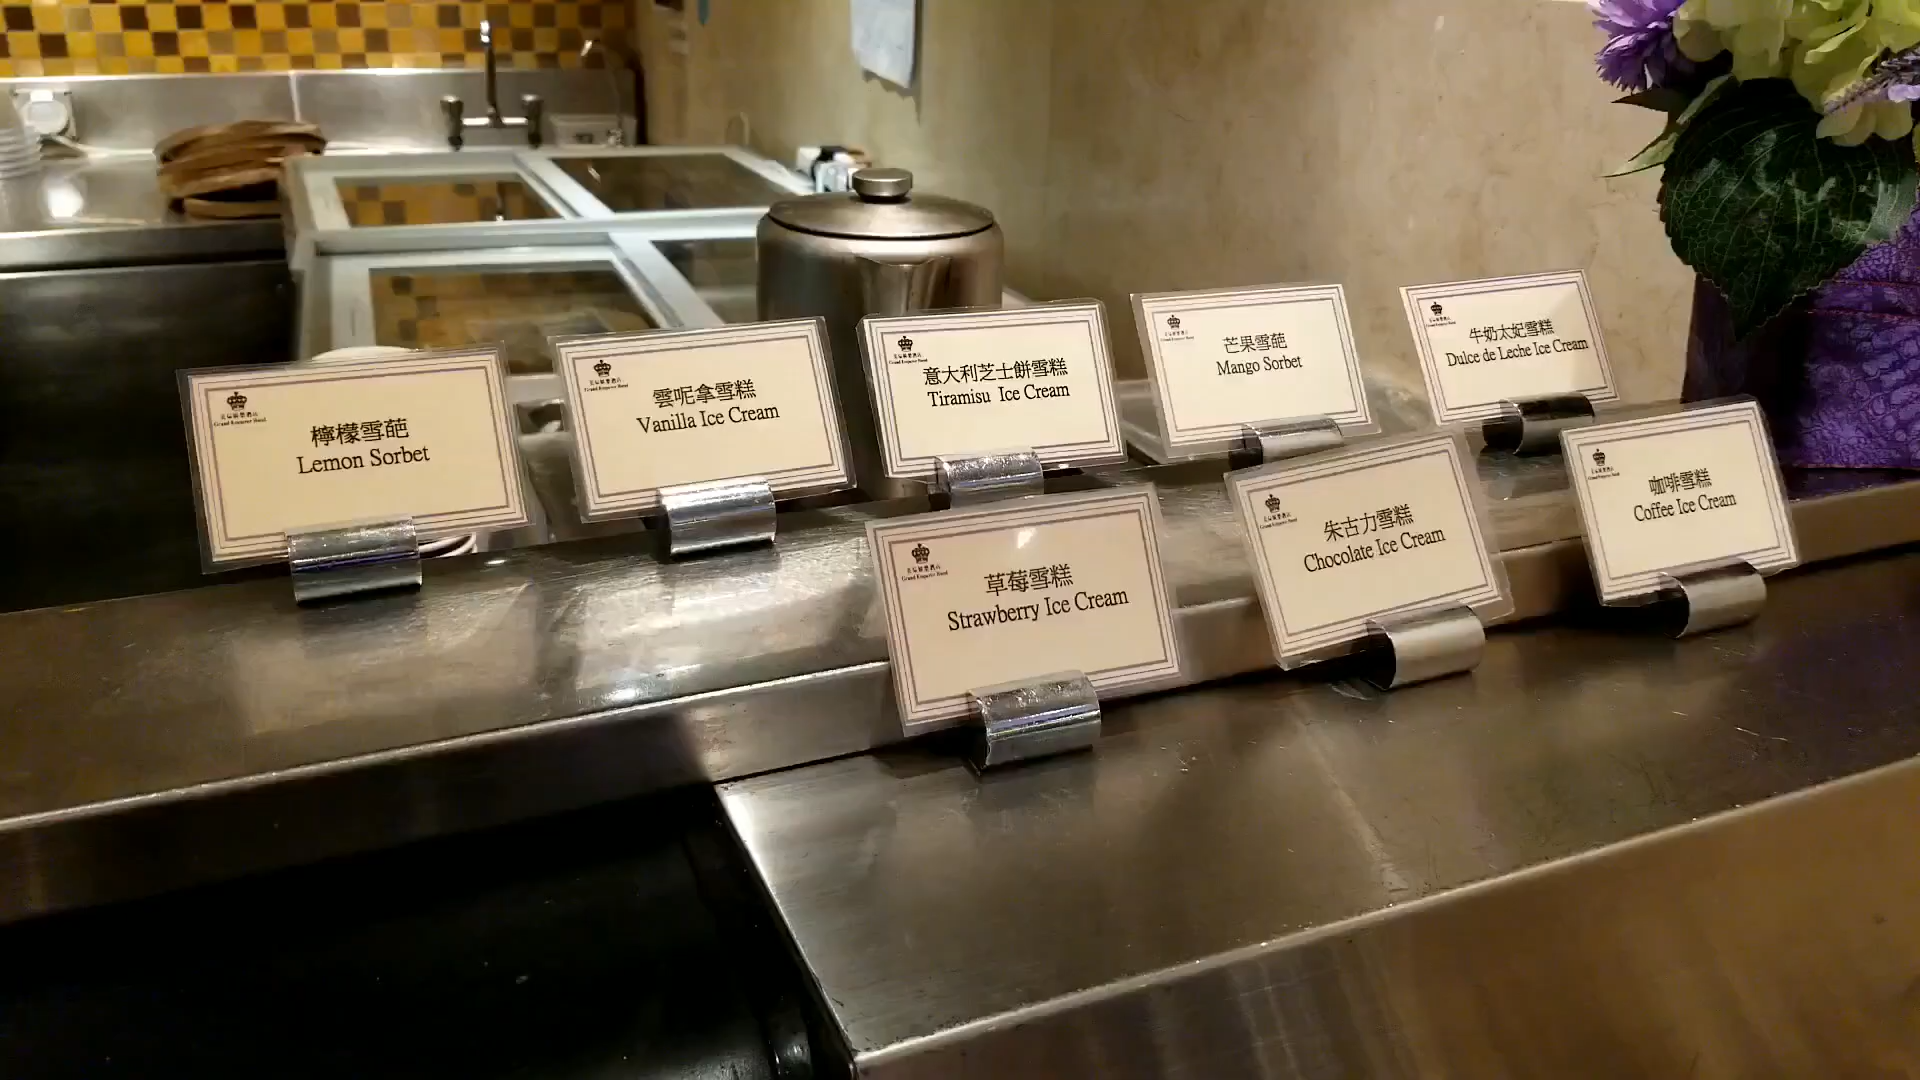 檸檬雪葩
Lemon Sorbet
雲呢拿雪糕
Vanilla Ice Cream
意大利芝士餅雪糕
Tiramisu Ice Cream
芒果雪葩
Mango Sorbet
牛奶太妃雪糕
Dulce de Leche Ice Cream
草莓雪糕
Strawberry Ice Cream
朱古力雪糕
Chocolate Ice Cream
咖啡雪糕
Coffee Ice Cream
Grand Emperor Hotel